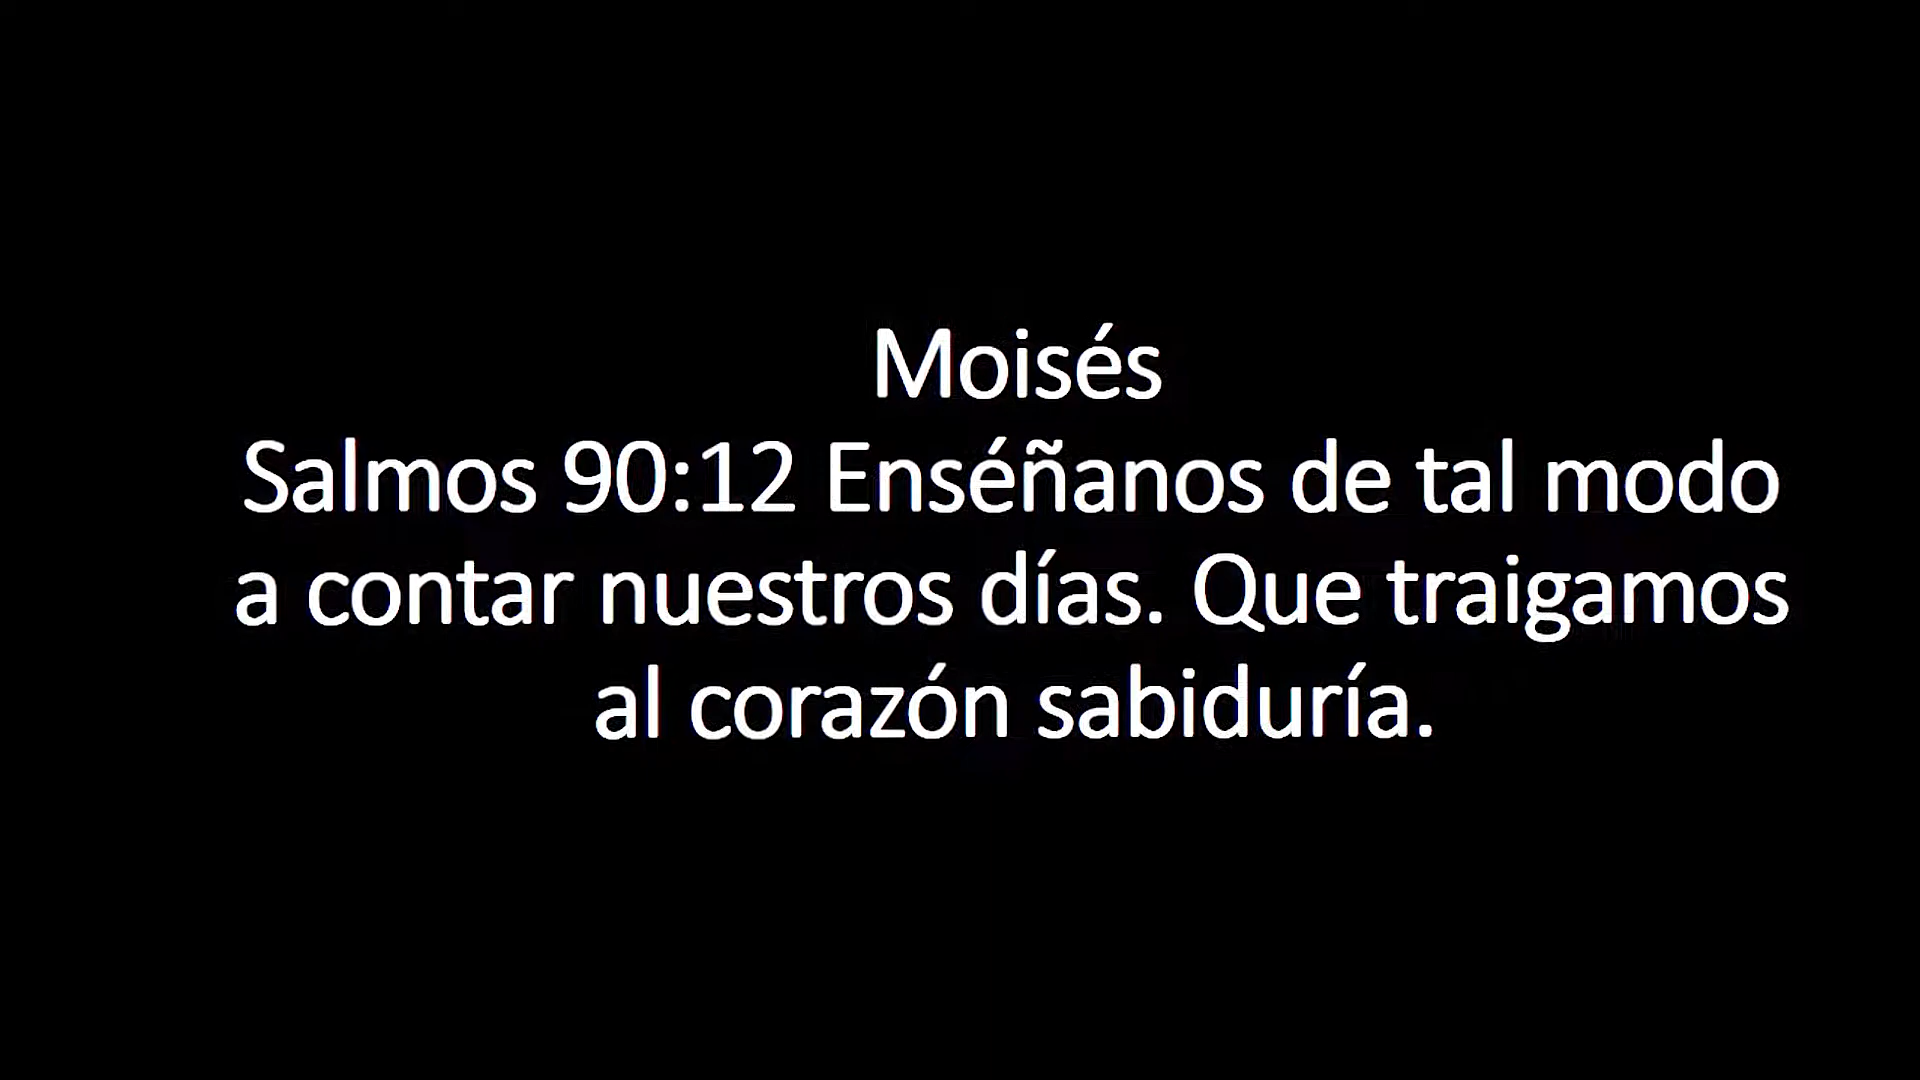 Moisés
Salmos 90:12 Enséñanos de tal modo
a contar nuestros días. Que traigamos
al corazón sabiduría.